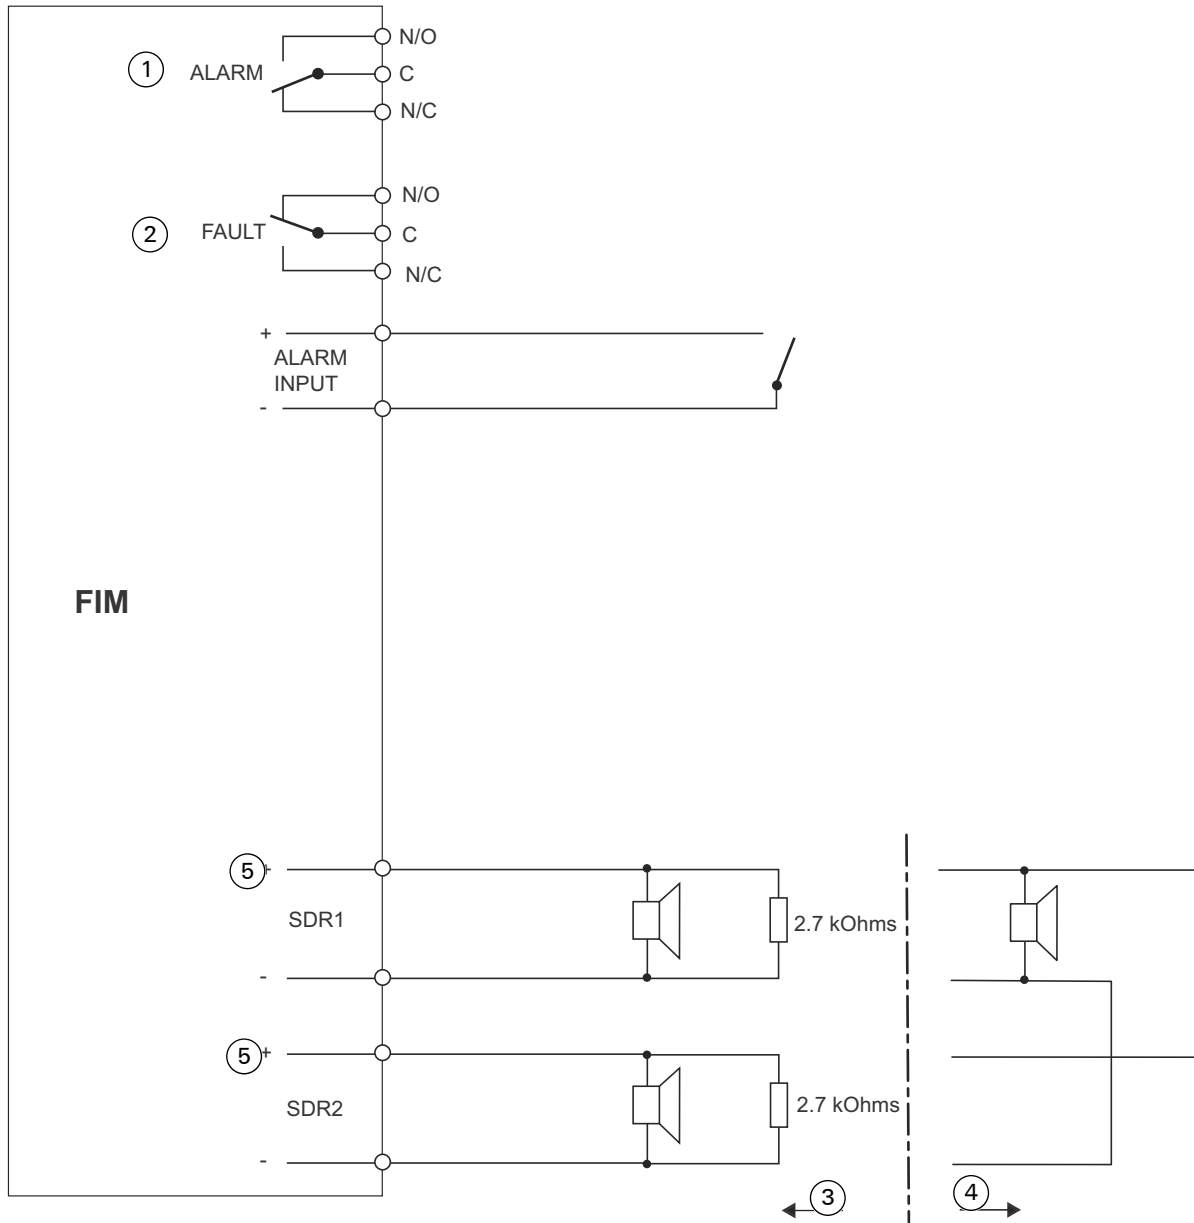 N/O
1
ALARM
C
N/C
N/O
2
FAULT
C
N/C
+
ALARM
INPUT
-
FIM
5
SDR1
2.7 kOhms
-
5 +
SDR2
2.7 kOhms
-
3
4